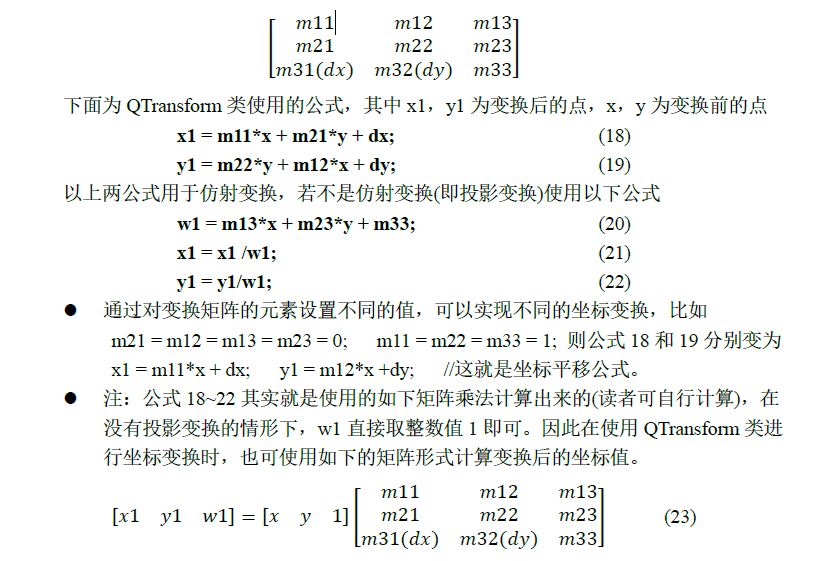 m11 m12 m13
m21 m22 m23
m31(dx) m32(dy) m33
下面为 QTransform 类使用的公式，其中 x1，y1 为变换后的点，x，y 为变换前的点
x1 = m11*x + m21*y + dx; (18)
y1 = m22*y + m12*x + dy; (19)
以上两公式用于仿射变换，若不是仿射变换(即投影变换)使用以下公式
w1 = m13*x + m23*y + m33; (20)
x1 = x1 /w1; (21)
y1 = y1/w1; (22)
● 通过对变换矩阵的元素设置不同的值，可以实现不同的坐标变换，比如
m21 = m12 = m13 = m23 = 0; m11 = m22 = m33 = 1; 则公式 18 和 19 分别变为
x1 = m11*x + dx; y1 = m12*x +dy; //这就是坐标平移公式。
● 注：公式 18~22 其实就是使用的如下矩阵乘法计算出来的(读者可自行计算)，在
没有投影变换的情形下，w1 直接取整数值 1 即可。因此在使用 QTransform 类进
行坐标变换时，也可使用如下的矩阵形式计算变换后的坐标值。
m11 m12 m13
[x1 y1 w1] = [x y 1] m21 m22 m23 (23)
m31(dx) m32(dy) m33